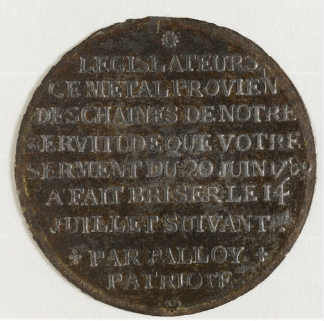 LEGISLATEURS
CE METAL PROVIEN
DES CHAINES DE NOTRE
SERVITUDE QUE VOTRE
SERMENT DU 20 JUIN 1789
A FAIT BRISER LE 14
JUILLET SUIVANT
PAR PALLOY
PATRIOTE